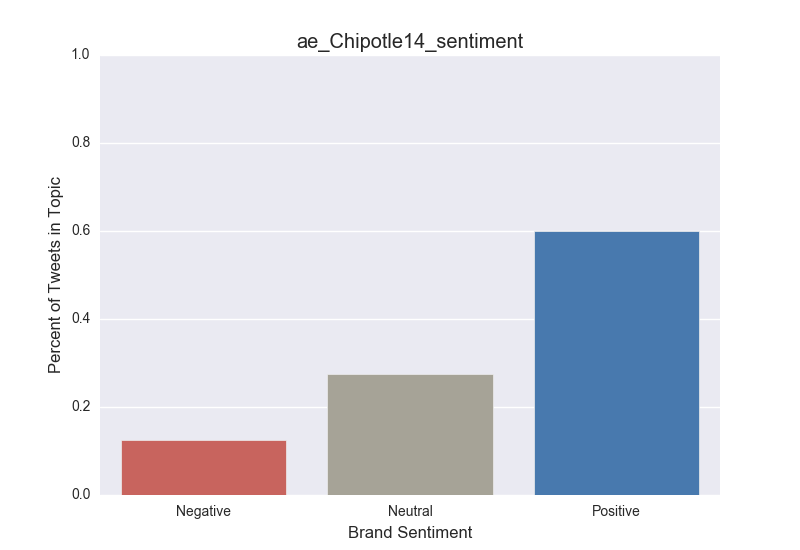 ae_Chipotle14_sentiment
1.0
0.8
0.6
0.4
0.2
0.0
Percent of Tweets in Topic
Negative Neutral Positive
Brand Sentiment